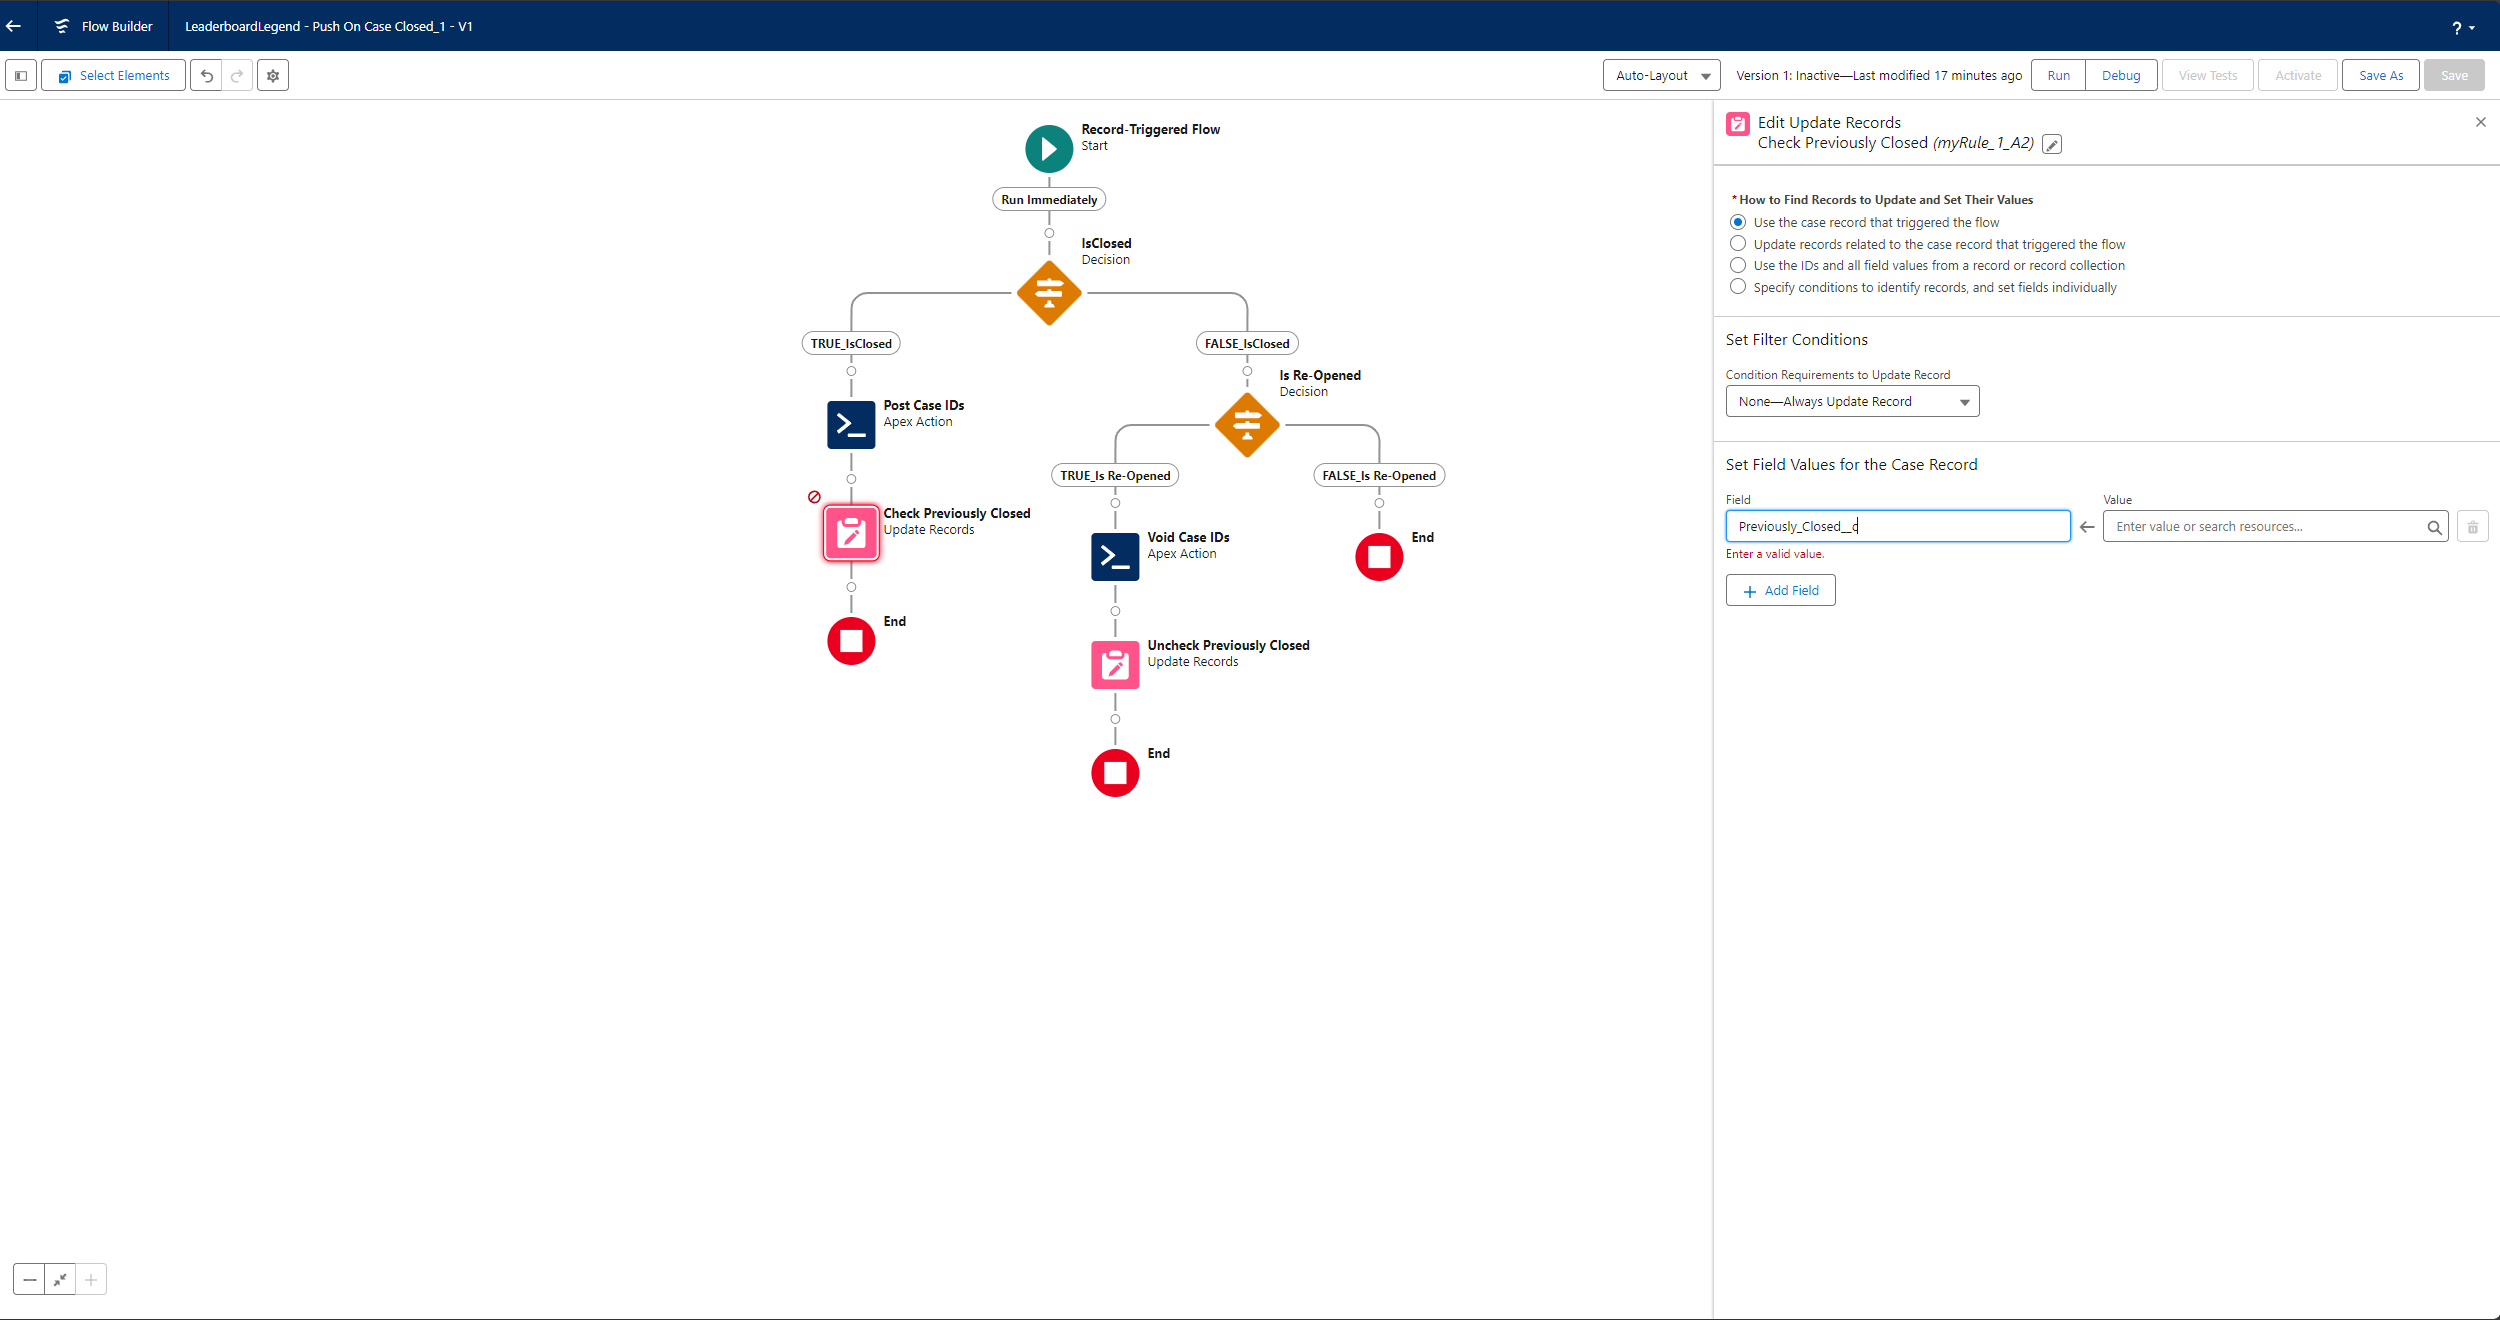 Flow Builder
LeaderboardLegend - Push On Case Closed_1 - V1
?
Select Elements
Auto-Layout
Version 1: Inactive—Last modified 17 minutes ago
Run
Debug
View Tests
Activate
Save As
Save
Record-Triggered Flow
Start
Run Immediately
IsClosed
Decision
TRUE_IsClosed
FALSE_IsClosed
Is Re-Opened
Decision
Post Case IDs
Apex Action
TRUE_Is Re-Opened
FALSE_Is Re-Opened
Check Previously Closed
Update Records
Void Case IDs
Apex Action
End
End
Uncheck Previously Closed
Update Records
End
Edit Update Records
Check Previously Closed (myRule_1_A2)
*How to Find Records to Update and Set Their Values
Use the case record that triggered the flow
Update records related to the case record that triggered the flow
Use the IDs and all field values from a record or record collection
Specify conditions to identify records, and set fields individually
Set Filter Conditions
Condition Requirements to Update Record
None—Always Update Record
Set Field Values for the Case Record
Field
Value
Previously_Closed__c
Enter value or search resources...
Enter a valid value.
Add Field